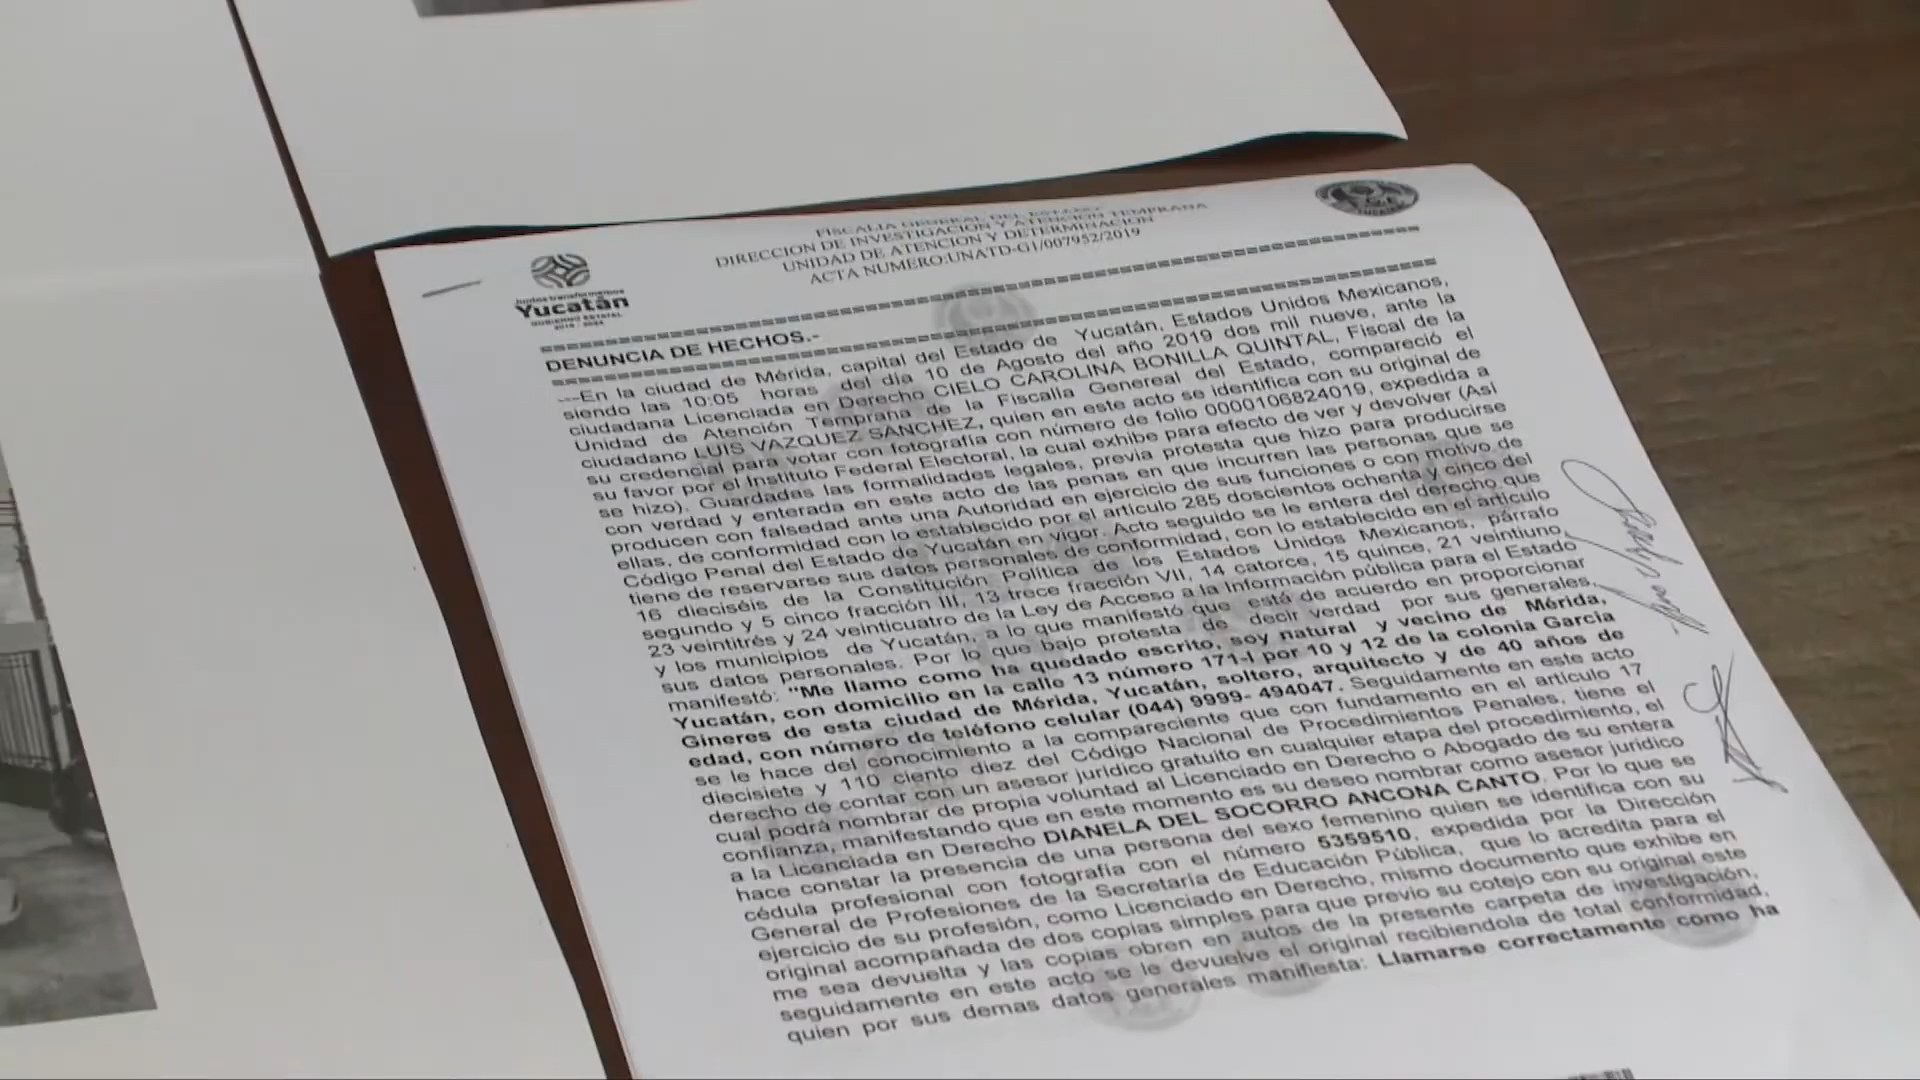 FISCALIA GENERAL DEL ESTADO
DIRECCION DE INVESTIGACION Y ATENCION TEMPRANA
UNIDAD DE ATENCION Y DETERMINACION
ACTA NUMERO:UNATD-G1/007952/2019
Juntos transformemos
Yucatán
GOBIERNO ESTATAL
2018 - 2024
DENUNCIA DE HECHOS.-
---En la ciudad de Mérida, capital del Estado de Yucatán, Estados Unidos Mexicanos,
siendo las 10:05 horas del día 10 de Agosto del año 2019 dos mil nueve, ante la
ciudadana Licenciada en Derecho CIELO CAROLINA BONILLA QUINTAL, Fiscal de la
Unidad de Atención Temprana de la Fiscalía Genereal del Estado, compareció el
ciudadano LUIS VAZQUEZ SANCHEZ, quien en este acto se identifica con su original de
su credencial para votar con fotografía con número de folio 0000106824019, expedida a
su favor por el Instituto Federal Electoral, la cual exhibe para efecto de ver y devolver (Así
se hizo). Guardadas las formalidades legales, previa protesta que hizo para producirse
con verdad y enterada en este acto de las penas en que incurren las personas que se
producen con falsedad ante una Autoridad en ejercicio de sus funciones o con motivo de
ellas, de conformidad con lo establecido por el artículo 285 doscientos ochenta y cinco del
Código Penal del Estado de Yucatán en vigor. Acto seguido se le entera del derecho que
tiene de reservarse sus datos personales de conformidad, con lo establecido en el artículo
16 dieciséis de la Constitución Política de los Estados Unidos Mexicanos, párrafo
segundo y 5 cinco fracción III, 13 trece fracción VII, 14 catorce, 15 quince, 21 veintiuno,
23 veintitrés y 24 veinticuatro de la Ley de Acceso a la Información pública para el Estado
y los municipios de Yucatán, a lo que manifestó que está de acuerdo en proporcionar
sus datos personales. Por lo que bajo protesta de decir verdad por sus generales,
manifestó: "Me llamo como ha quedado escrito, soy natural y vecino de Mérida,
Yucatán, con domicilio en la calle 13 número 171-I por 10 y 12 de la colonia Garcia
Gineres de esta ciudad de Mérida, Yucatán, soltero, arquitecto y de 40 años de
edad, con número de teléfono celular (044) 9999- 494047. Seguidamente en este acto
se le hace del conocimiento a la compareciente que con fundamento en el artículo 17
diecisiete y 110 ciento diez del Código Nacional de Procedimientos Penales, tiene el
derecho de contar con un asesor jurídico gratuito en cualquier etapa del procedimiento, el
cual podrá nombrar de propia voluntad al Licenciado en Derecho o Abogado de su entera
confianza, manifestando que en este momento es su deseo nombrar como asesor jurídico
a la Licenciada en Derecho DIANELA DEL SOCORRO ANCONA CANTO. Por lo que se
hace constar la presencia de una persona del sexo femenino quien se identifica con su
cédula profesional con fotografía con el número 5359510, expedida por la Dirección
General de Profesiones de la Secretaría de Educación Pública, que lo acredita para el
ejercicio de su profesión, como Licenciado en Derecho, mismo documento que exhibe en
original acompañada de dos copias simples para que previo su cotejo con su original este
me sea devuelta y las copias obren en autos de la presente carpeta de investigación,
seguidamente en este acto se le devuelve el original recibiendola de total conformidad,
quien por sus demas datos generales manifiesta: Llamarse correctamente como ha